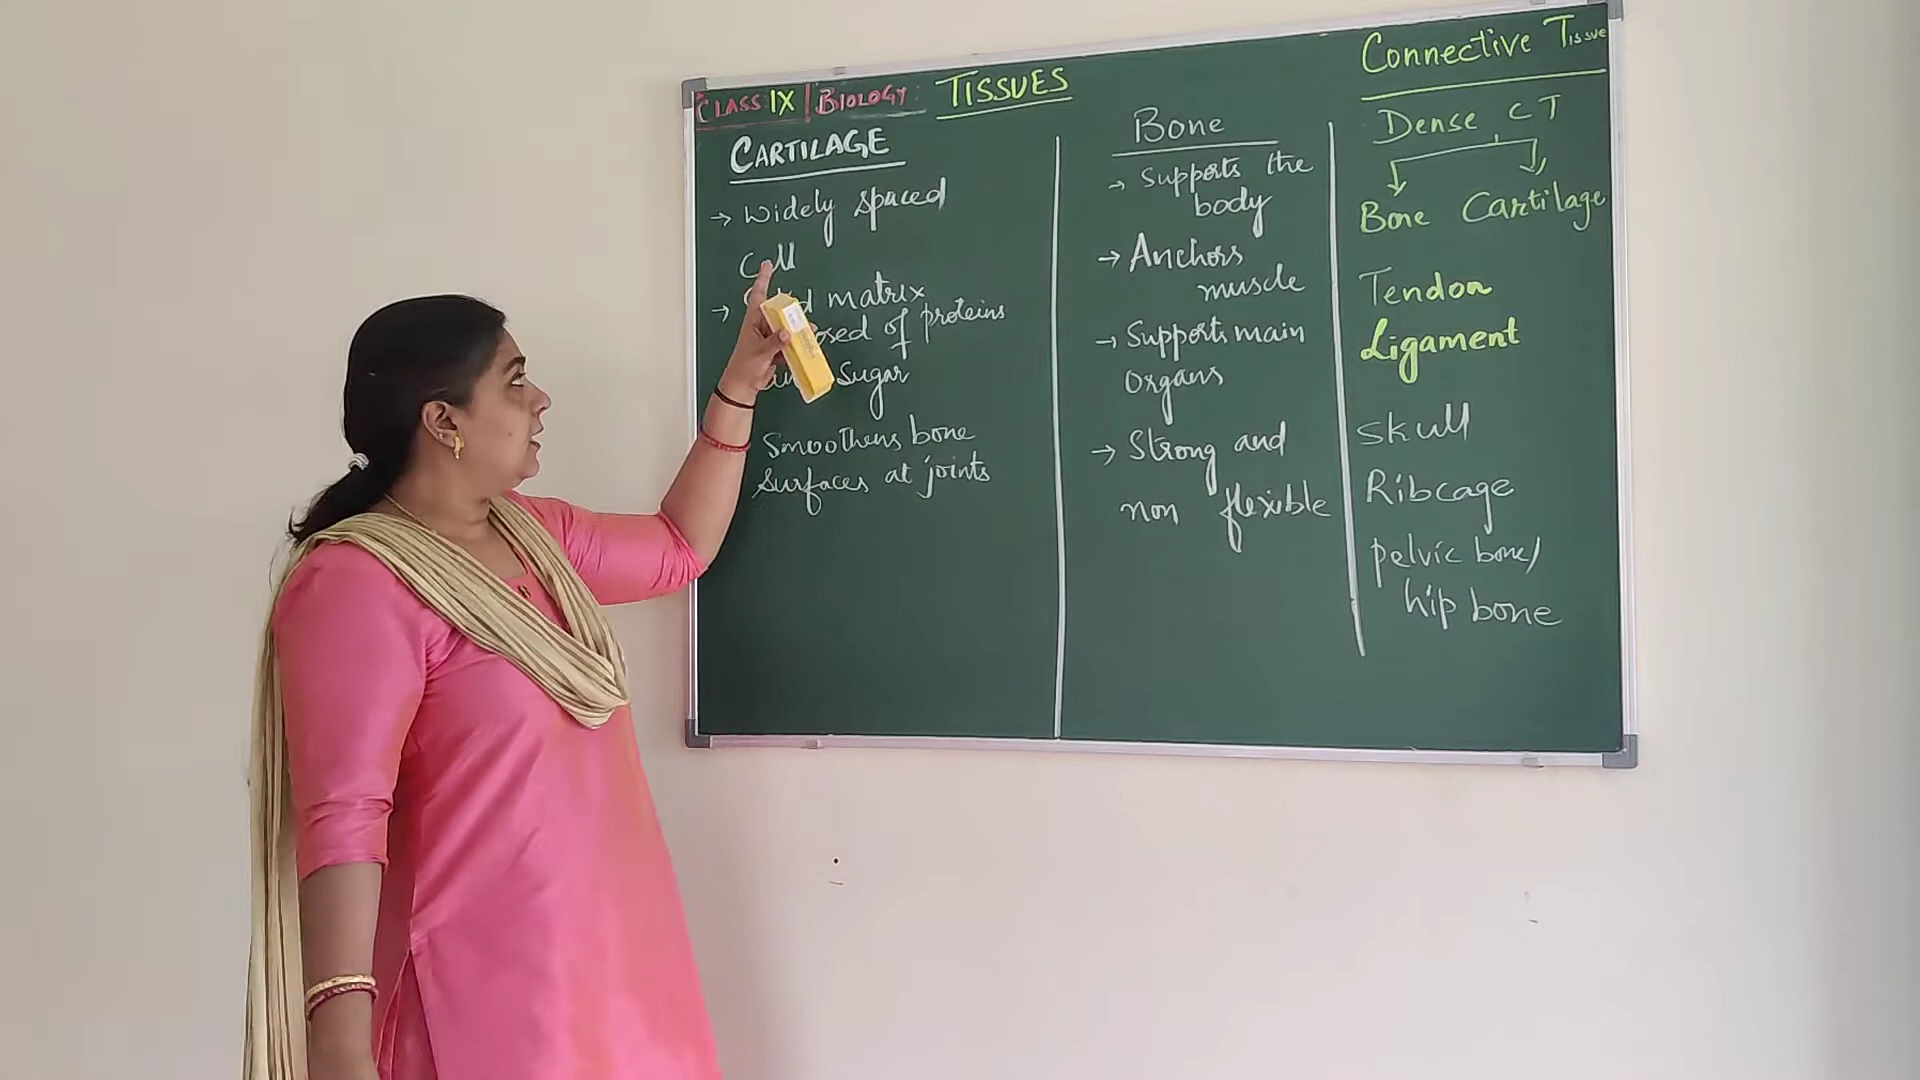 CLASS IX | BIOLOGY TISSUES
CARTILAGE
→ Widely spaced
Cell
→ matrix
of proteins
Sugar
Smoothens bone
Surfaces at joints
Bone
→ Supports the
body
→ Anchors
muscle
→ Supports main
Organs
→ Strong and
non flexible
Connective Tissue
Dense CT
Bone Cartilage
Tendon
Ligament
Skull
Ribcage
pelvic bone/
hip bone